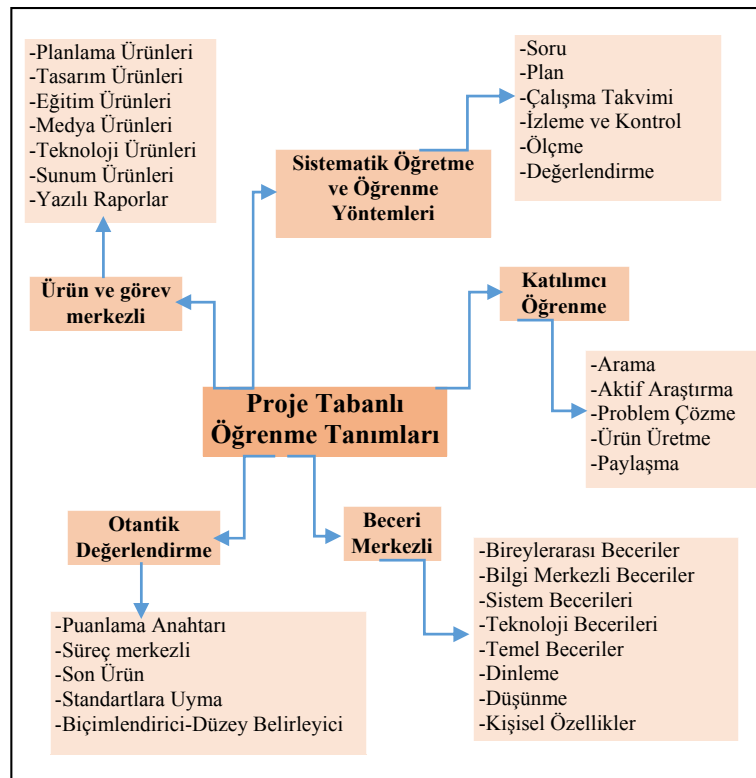 -Planlama Ürünleri
-Tasarım Ürünleri
-Eğitim Ürünleri
-Medya Ürünleri
-Teknoloji Ürünleri
-Sunum Ürünleri
-Yazılı Raporlar
Sistematik Öğretme
ve Öğrenme
Yöntemleri
-Soru
-Plan
-Çalışma Takvimi
-İzleme ve Kontrol
-Ölçme
-Değerlendirme
Ürün ve görev
merkezli
Katılımcı
Öğrenme
-Arama
-Aktif Araştırma
-Problem Çözme
-Ürün Üretme
-Paylaşma
Proje Tabanlı
Öğrenme Tanımları
Otantik
Değerlendirme
Beceri
Merkezli
-Puanlama Anahtarı
-Süreç merkezli
-Son Ürün
-Standartlara Uyma
-Biçimlendirici-Düzey Belirleyici
-Bireylerarası Beceriler
-Bilgi Merkezli Beceriler
-Sistem Becerileri
-Teknoloji Becerileri
-Temel Beceriler
-Dinleme
-Düşünme
-Kişisel Özellikler